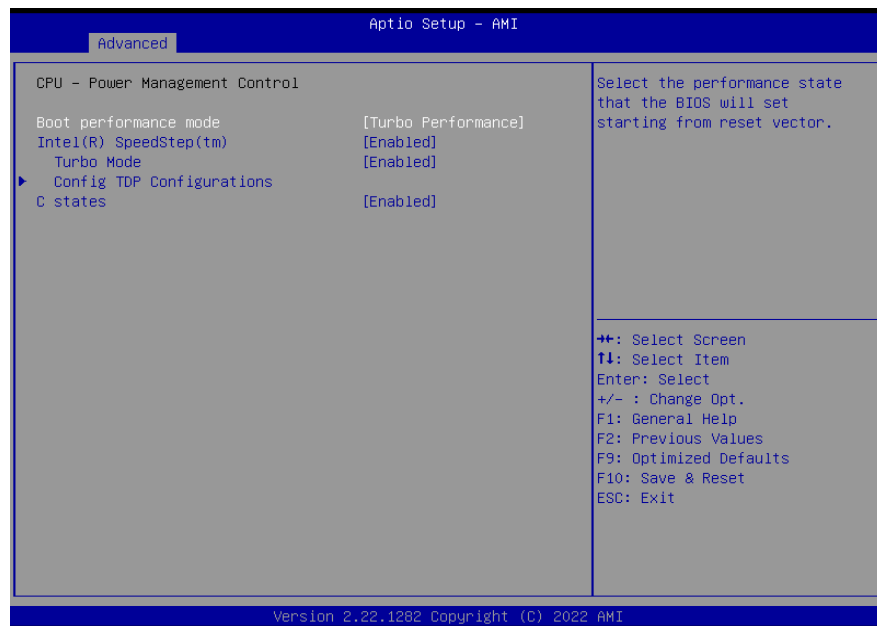 Aptio Setup – AMI
Advanced
CPU – Power Management Control
Boot performance mode [Turbo Performance]
Intel(R) SpeedStep(tm) [Enabled]
Turbo Mode [Enabled]
Config TDP Configurations
C states [Enabled]
Select the performance state
that the BIOS will set
starting from reset vector.
→←: Select Screen
↑↓: Select Item
Enter: Select
+/- : Change Opt.
F1: General Help
F2: Previous Values
F9: Optimized Defaults
F10: Save & Reset
ESC: Exit
Version 2.22.1282 Copyright (C) 2022 AMI